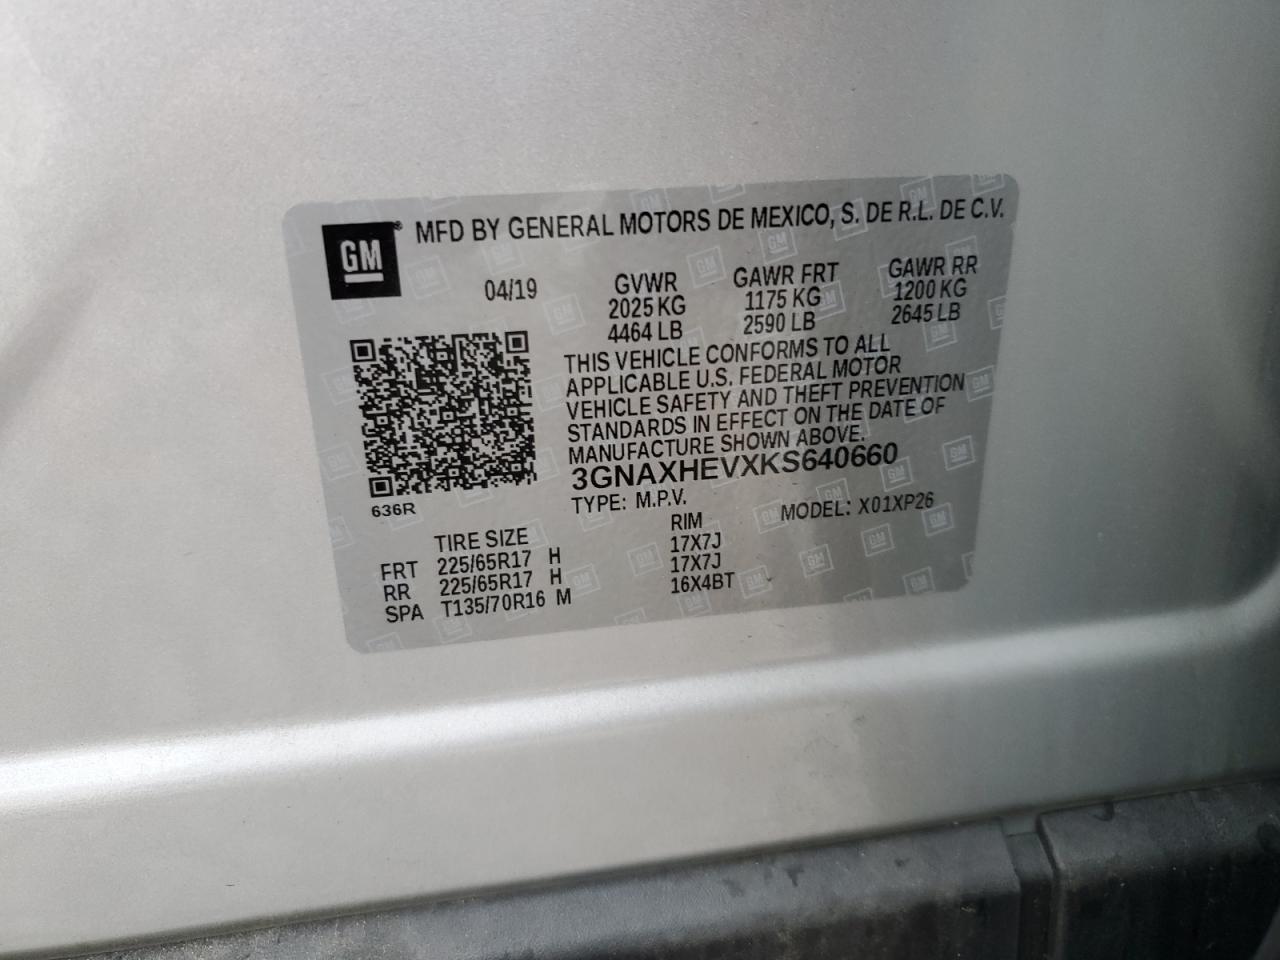 GM® MFD BY GENERAL MOTORS DE MEXICO, S. DE R.L. DE C.V.
04/19 GVWR GAWR FRT GAWR RR
2025 KG 1175 KG 1200 KG
4464 LB 2590 LB 2645 LB
THIS VEHICLE CONFORMS TO ALL
APPLICABLE U.S. FEDERAL MOTOR
VEHICLE SAFETY AND THEFT PREVENTION
STANDARDS IN EFFECT ON THE DATE OF
MANUFACTURE SHOWN ABOVE.
3GNAXHEVXKS640660
636R
TYPE: M.P.V. MODEL: X01XP26
TIRE SIZE RIM
FRT 225/65R17 H 17X7J
RR 225/65R17 H 17X7J
SPA T135/70R16 M 16X4BT